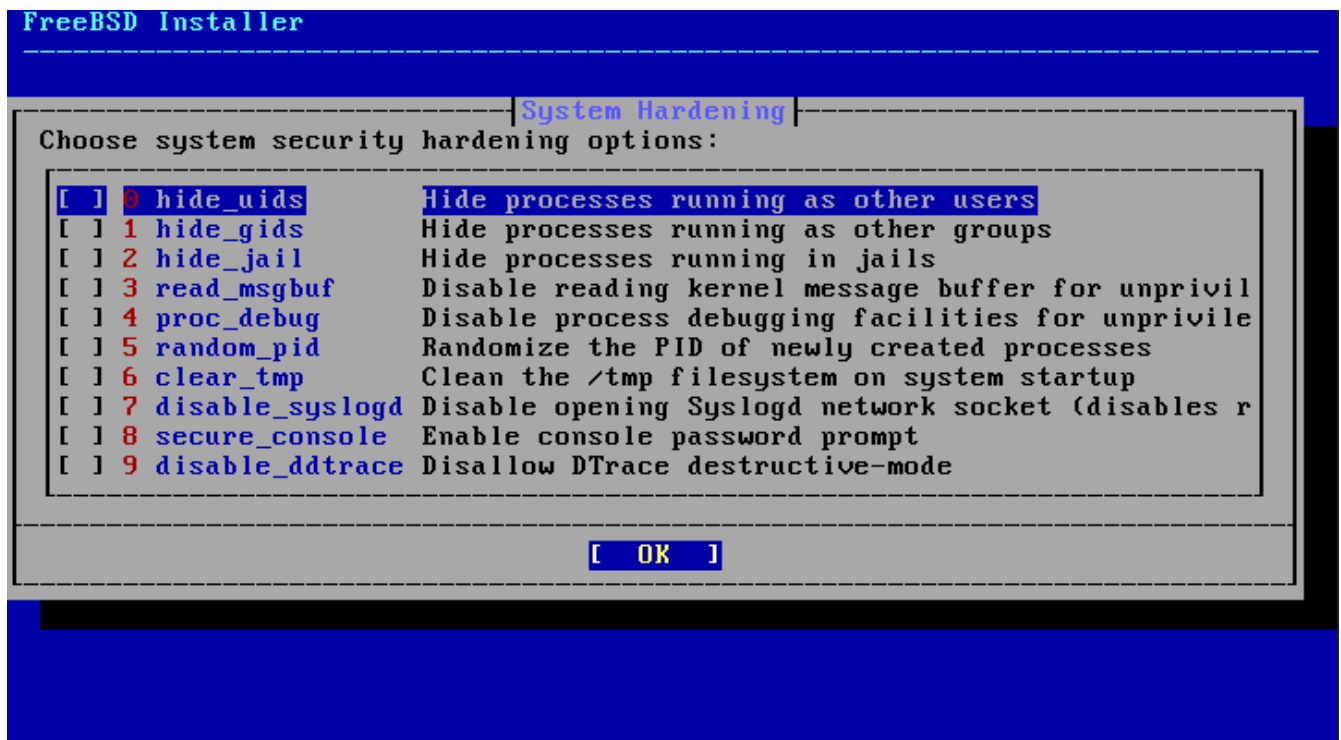 FreeBSD Installer
System Hardening
Choose system security hardening options:
[ ] 0 hide_uids Hide processes running as other users
[ ] 1 hide_gids Hide processes running as other groups
[ ] 2 hide_jail Hide processes running in jails
[ ] 3 read_msgbuf Disable reading kernel message buffer for unprivil
[ ] 4 proc_debug Disable process debugging facilities for unprivile
[ ] 5 random_pid Randomize the PID of newly created processes
[ ] 6 clear_tmp Clean the /tmp filesystem on system startup
[ ] 7 disable_syslogd Disable opening Syslogd network socket (disables r
[ ] 8 secure_console Enable console password prompt
[ ] 9 disable_ddtrace Disallow DTrace destructive-mode
[ OK ]